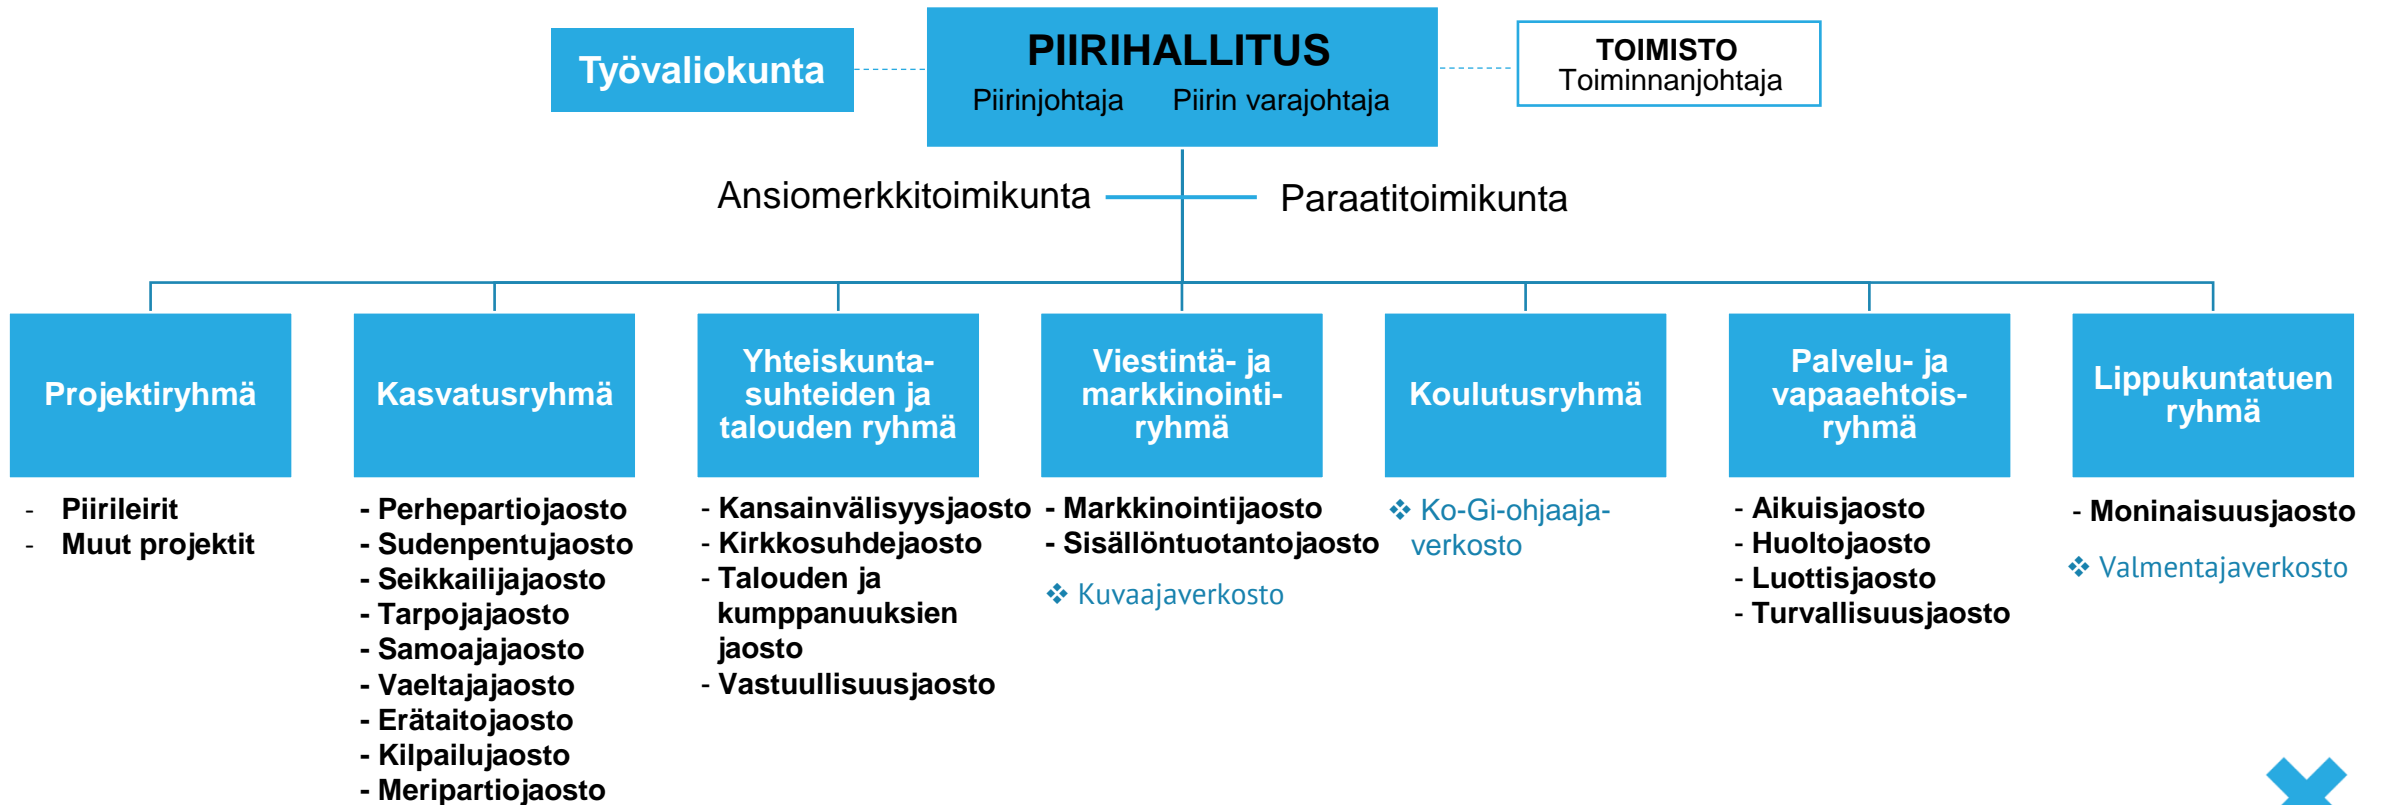 Työvaliokunta
PIIRIHALLITUS
Piirinjohtaja Piirin varajohtaja
TOIMISTO
Toiminnanjohtaja
Ansiomerkkitoimikunta
Paraatitoimikunta
Projektiryhmä
- Piirileirit
- Muut projektit
Kasvatusryhmä
- Perhepartiojaosto
- Sudenpentujaosto
- Seikkailijajaosto
- Tarpojajaosto
- Samoajajaosto
- Vaeltajajaosto
- Erätaitojaosto
- Kilpailujaosto
- Meripartiojaosto
Yhteiskunta-
suhteiden ja
talouden ryhmä
- Kansainvälisyysjaosto
- Kirkkosuhdejaosto
- Talouden ja
kumppanuuksien
jaosto
- Vastuullisuusjaosto
Viestintä- ja
markkinointi-
ryhmä
- Markkinointijaosto
- Sisällöntuotantojaosto
❖ Kuvaajaverkosto
Koulutusryhmä
❖ Ko-Gi-ohjaaja-
verkosto
Palvelu- ja
vapaaehtois-
ryhmä
- Aikuisjaosto
- Huoltojaosto
- Luottisjaosto
- Turvallisuusjaosto
Lippukuntatuen
ryhmä
- Moninaisuusjaosto
❖ Valmentajaverkosto